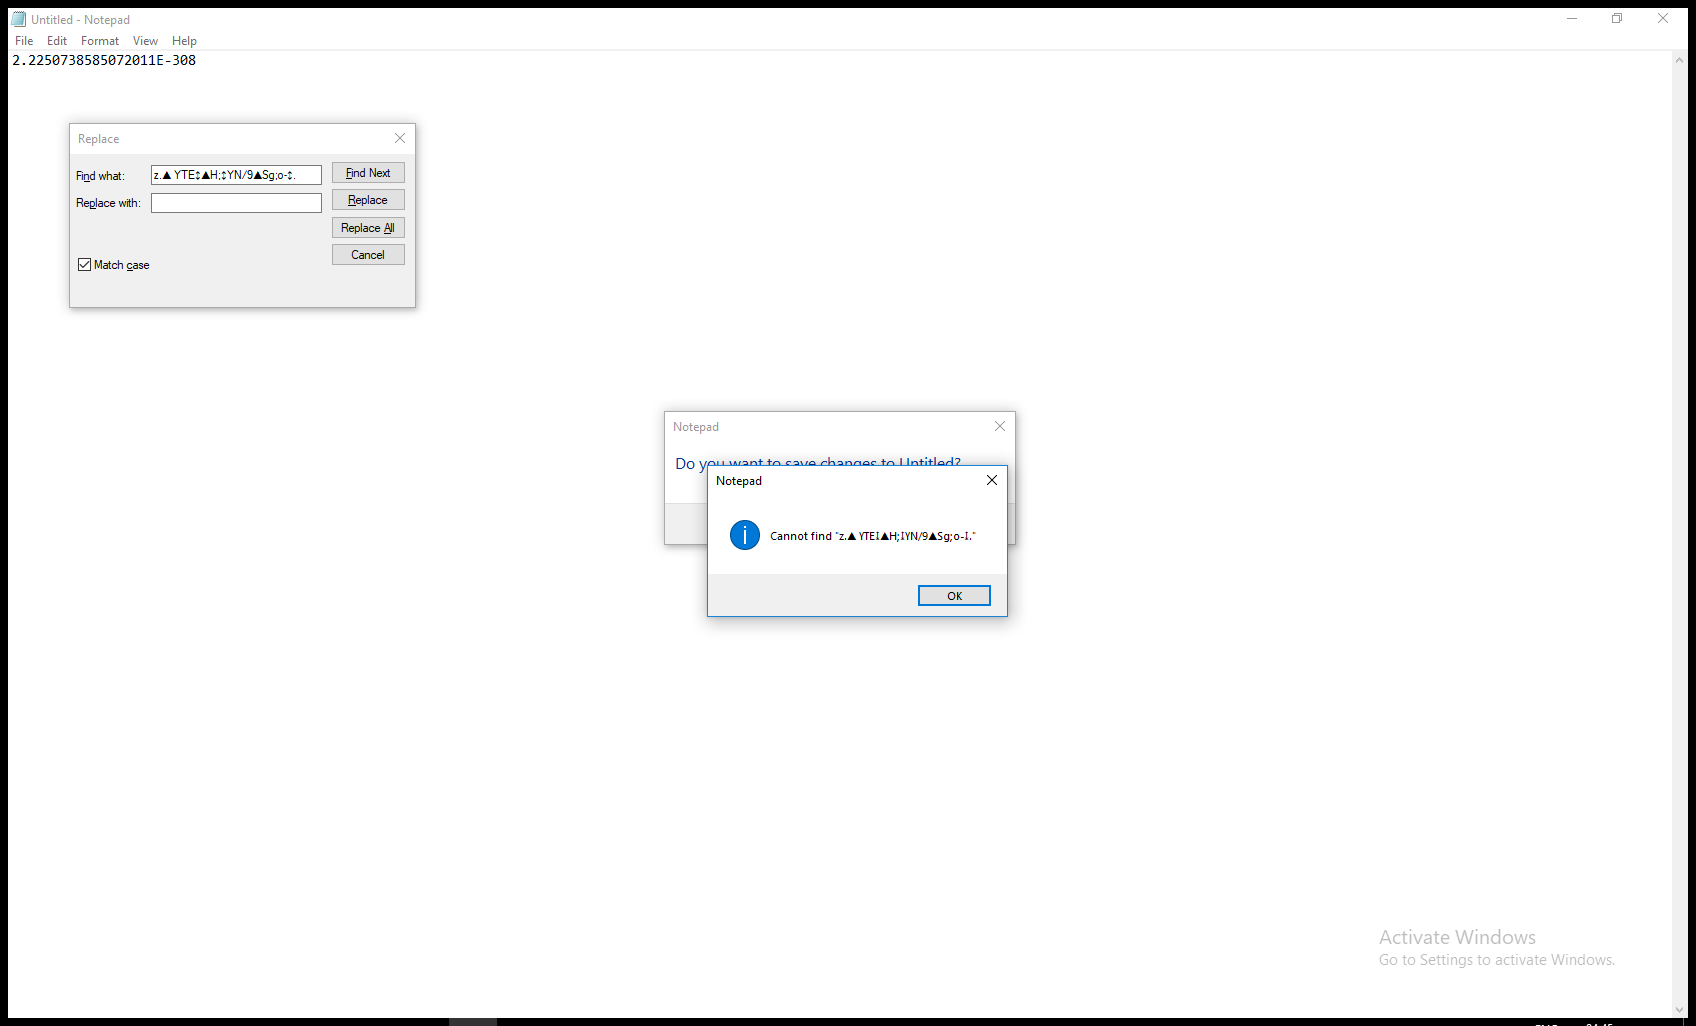 Untitled - Notepad
File Edit Format View Help
2.2250738585072011E-308
Replace
Find what: z.▲ YTE↕▲H;↕YN/9▲Sg;o-↕. Find Next
Replace with: Replace
Replace All
Cancel
Match case
Notepad
Do you want to save changes to Untitled?
Notepad
Cannot find "z.▲ YTE↕▲H;↕YN/9▲Sg;o-↕."
OK
Activate Windows
Go to Settings to activate Windows.